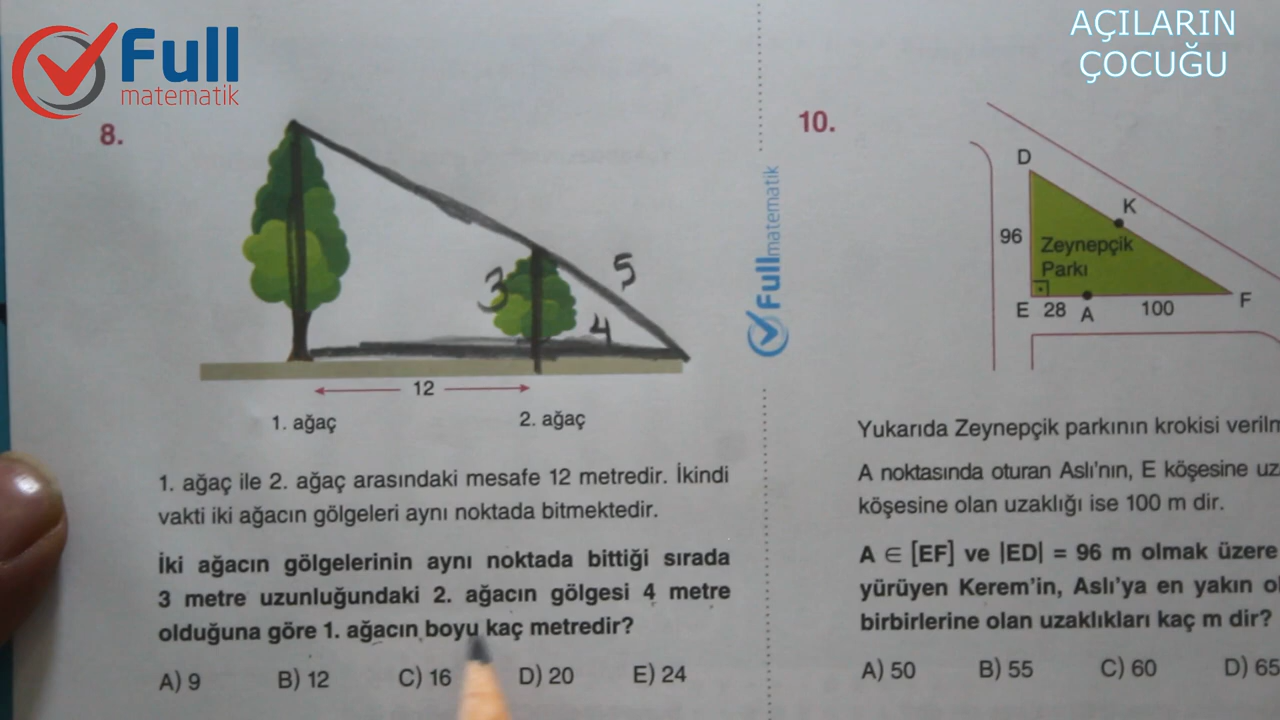 Full
matematik
AÇILARIN
ÇOCUĞU
8.
3
5
4
12
1. ağaç
2. ağaç
1. ağaç ile 2. ağaç arasındaki mesafe 12 metredir. İkindi
vakti iki ağacın gölgeleri aynı noktada bitmektedir.
İki ağacın gölgelerinin aynı noktada bittiği sırada
3 metre uzunluğundaki 2. ağacın gölgesi 4 metre
olduğuna göre 1. ağacın boyu kaç metredir?
A) 9 B) 12 C) 16 D) 20 E) 24
Fullmatematik
10.
D
K
96
Zeynepçik
Parkı
E 28 A 100 F
Yukarıda Zeynepçik parkının krokisi
A noktasında oturan Aslı'nın, E köşesine
köşesine olan uzaklığı ise 100 m dir.
A ∈ [EF] ve |ED| = 96 m olmak üzere
yürüyen Kerem'in, Aslı'ya en yakın
birbirlerine olan uzaklıkları kaç m dir?
A) 50 B) 55 C) 60 D) 65